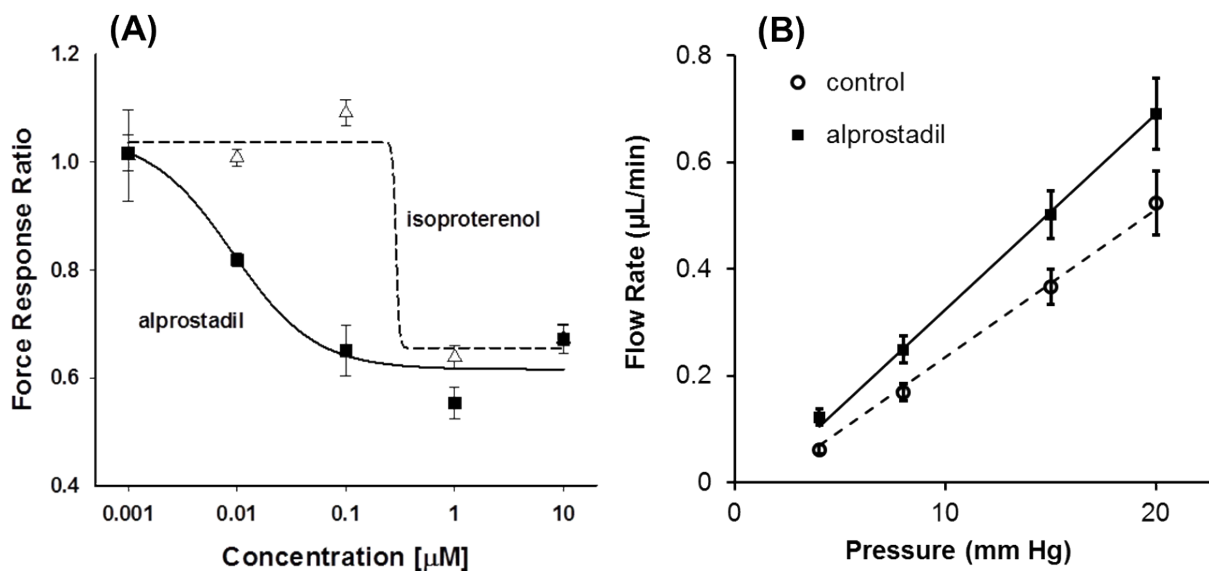 (A)
Force Response Ratio
1.2
1.0
0.8
0.6
0.4
isoproterenol
alprostadil
0.001
0.01
0.1
1
10
Concentration [μM]
(B)
Flow Rate (µL/min)
0.8
0.6
0.4
0.2
0
control
alprostadil
0
10
20
Pressure (mm Hg)